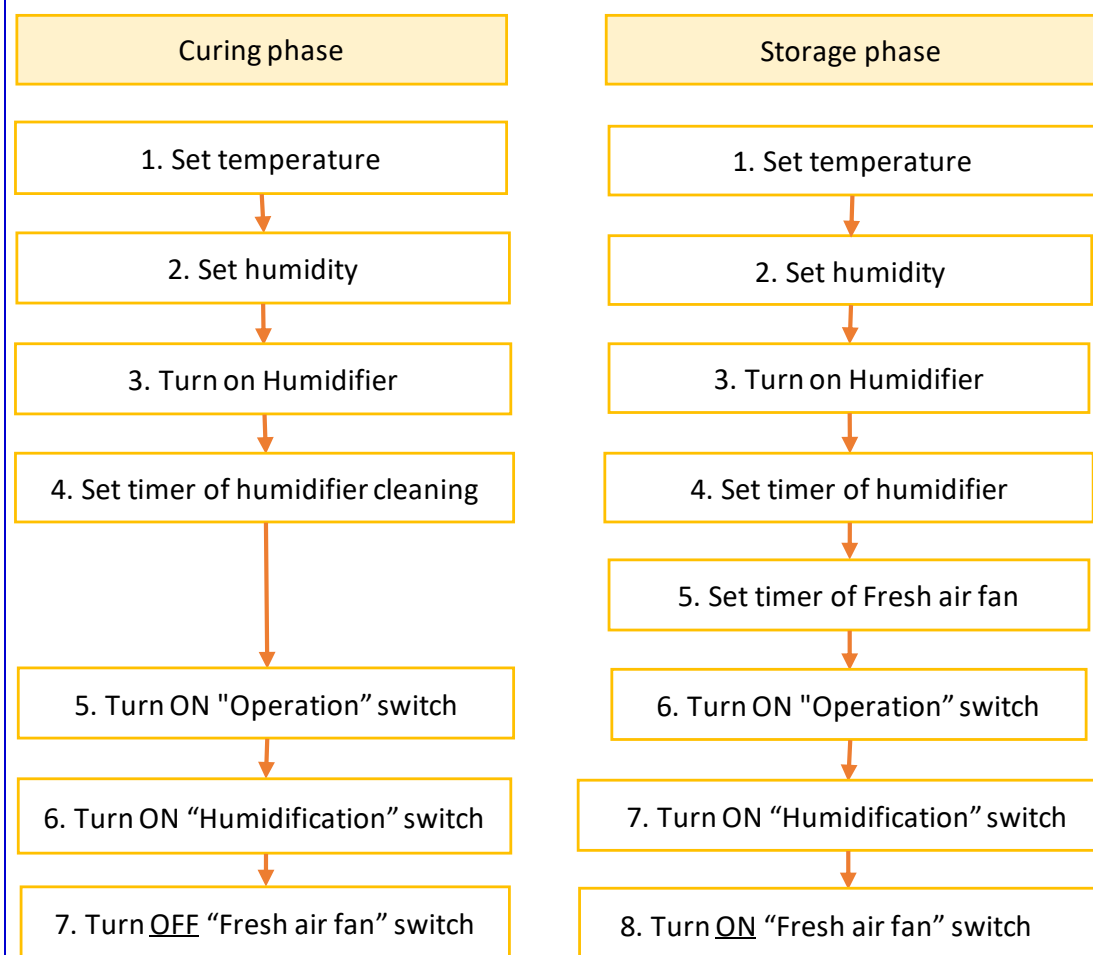 Curing phase
1. Set temperature
2. Set humidity
3. Turn on Humidifier
4. Set timer of humidifier cleaning
5. Turn ON "Operation” switch
6. Turn ON “Humidification” switch
7. Turn OFF “Fresh air fan” switch
Storage phase
1. Set temperature
2. Set humidity
3. Turn on Humidifier
4. Set timer of humidifier
5. Set timer of Fresh air fan
6. Turn ON "Operation” switch
7. Turn ON “Humidification” switch
8. Turn ON “Fresh air fan” switch